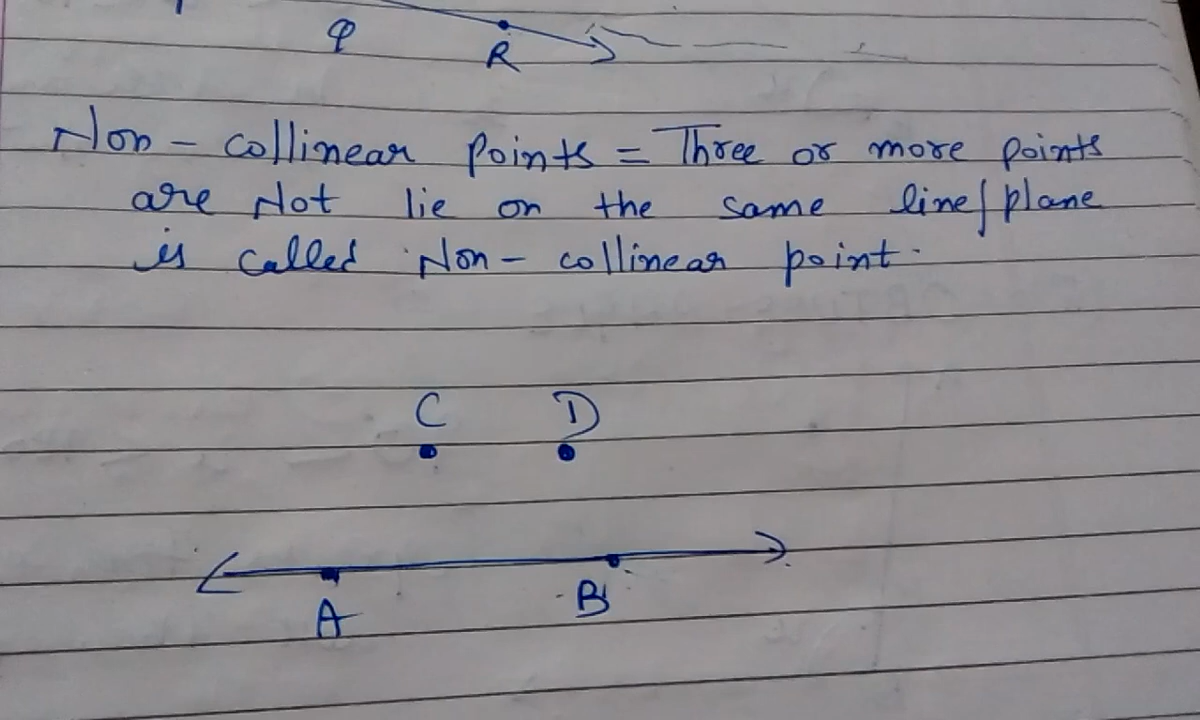 φ
R
Non - collinear points = Three or more points
are Not lie on the same line/plane
is called Non - collinear point.
C D
A B